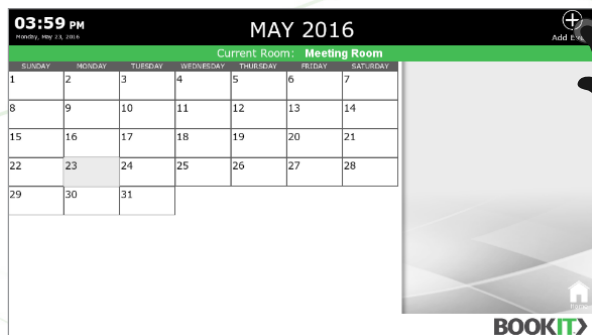 03:59 PM
Monday, May 23, 2016
MAY 2016
Add
Current Room: Meeting Room
SUNDAY MONDAY TUESDAY WEDNESDAY THURSDAY FRIDAY SATURDAY
1 2 3 4 5 6 7
8 9 10 11 12 13 14
15 16 17 18 19 20 21
22 23 24 25 26 27 28
29 30 31
BOOKIT